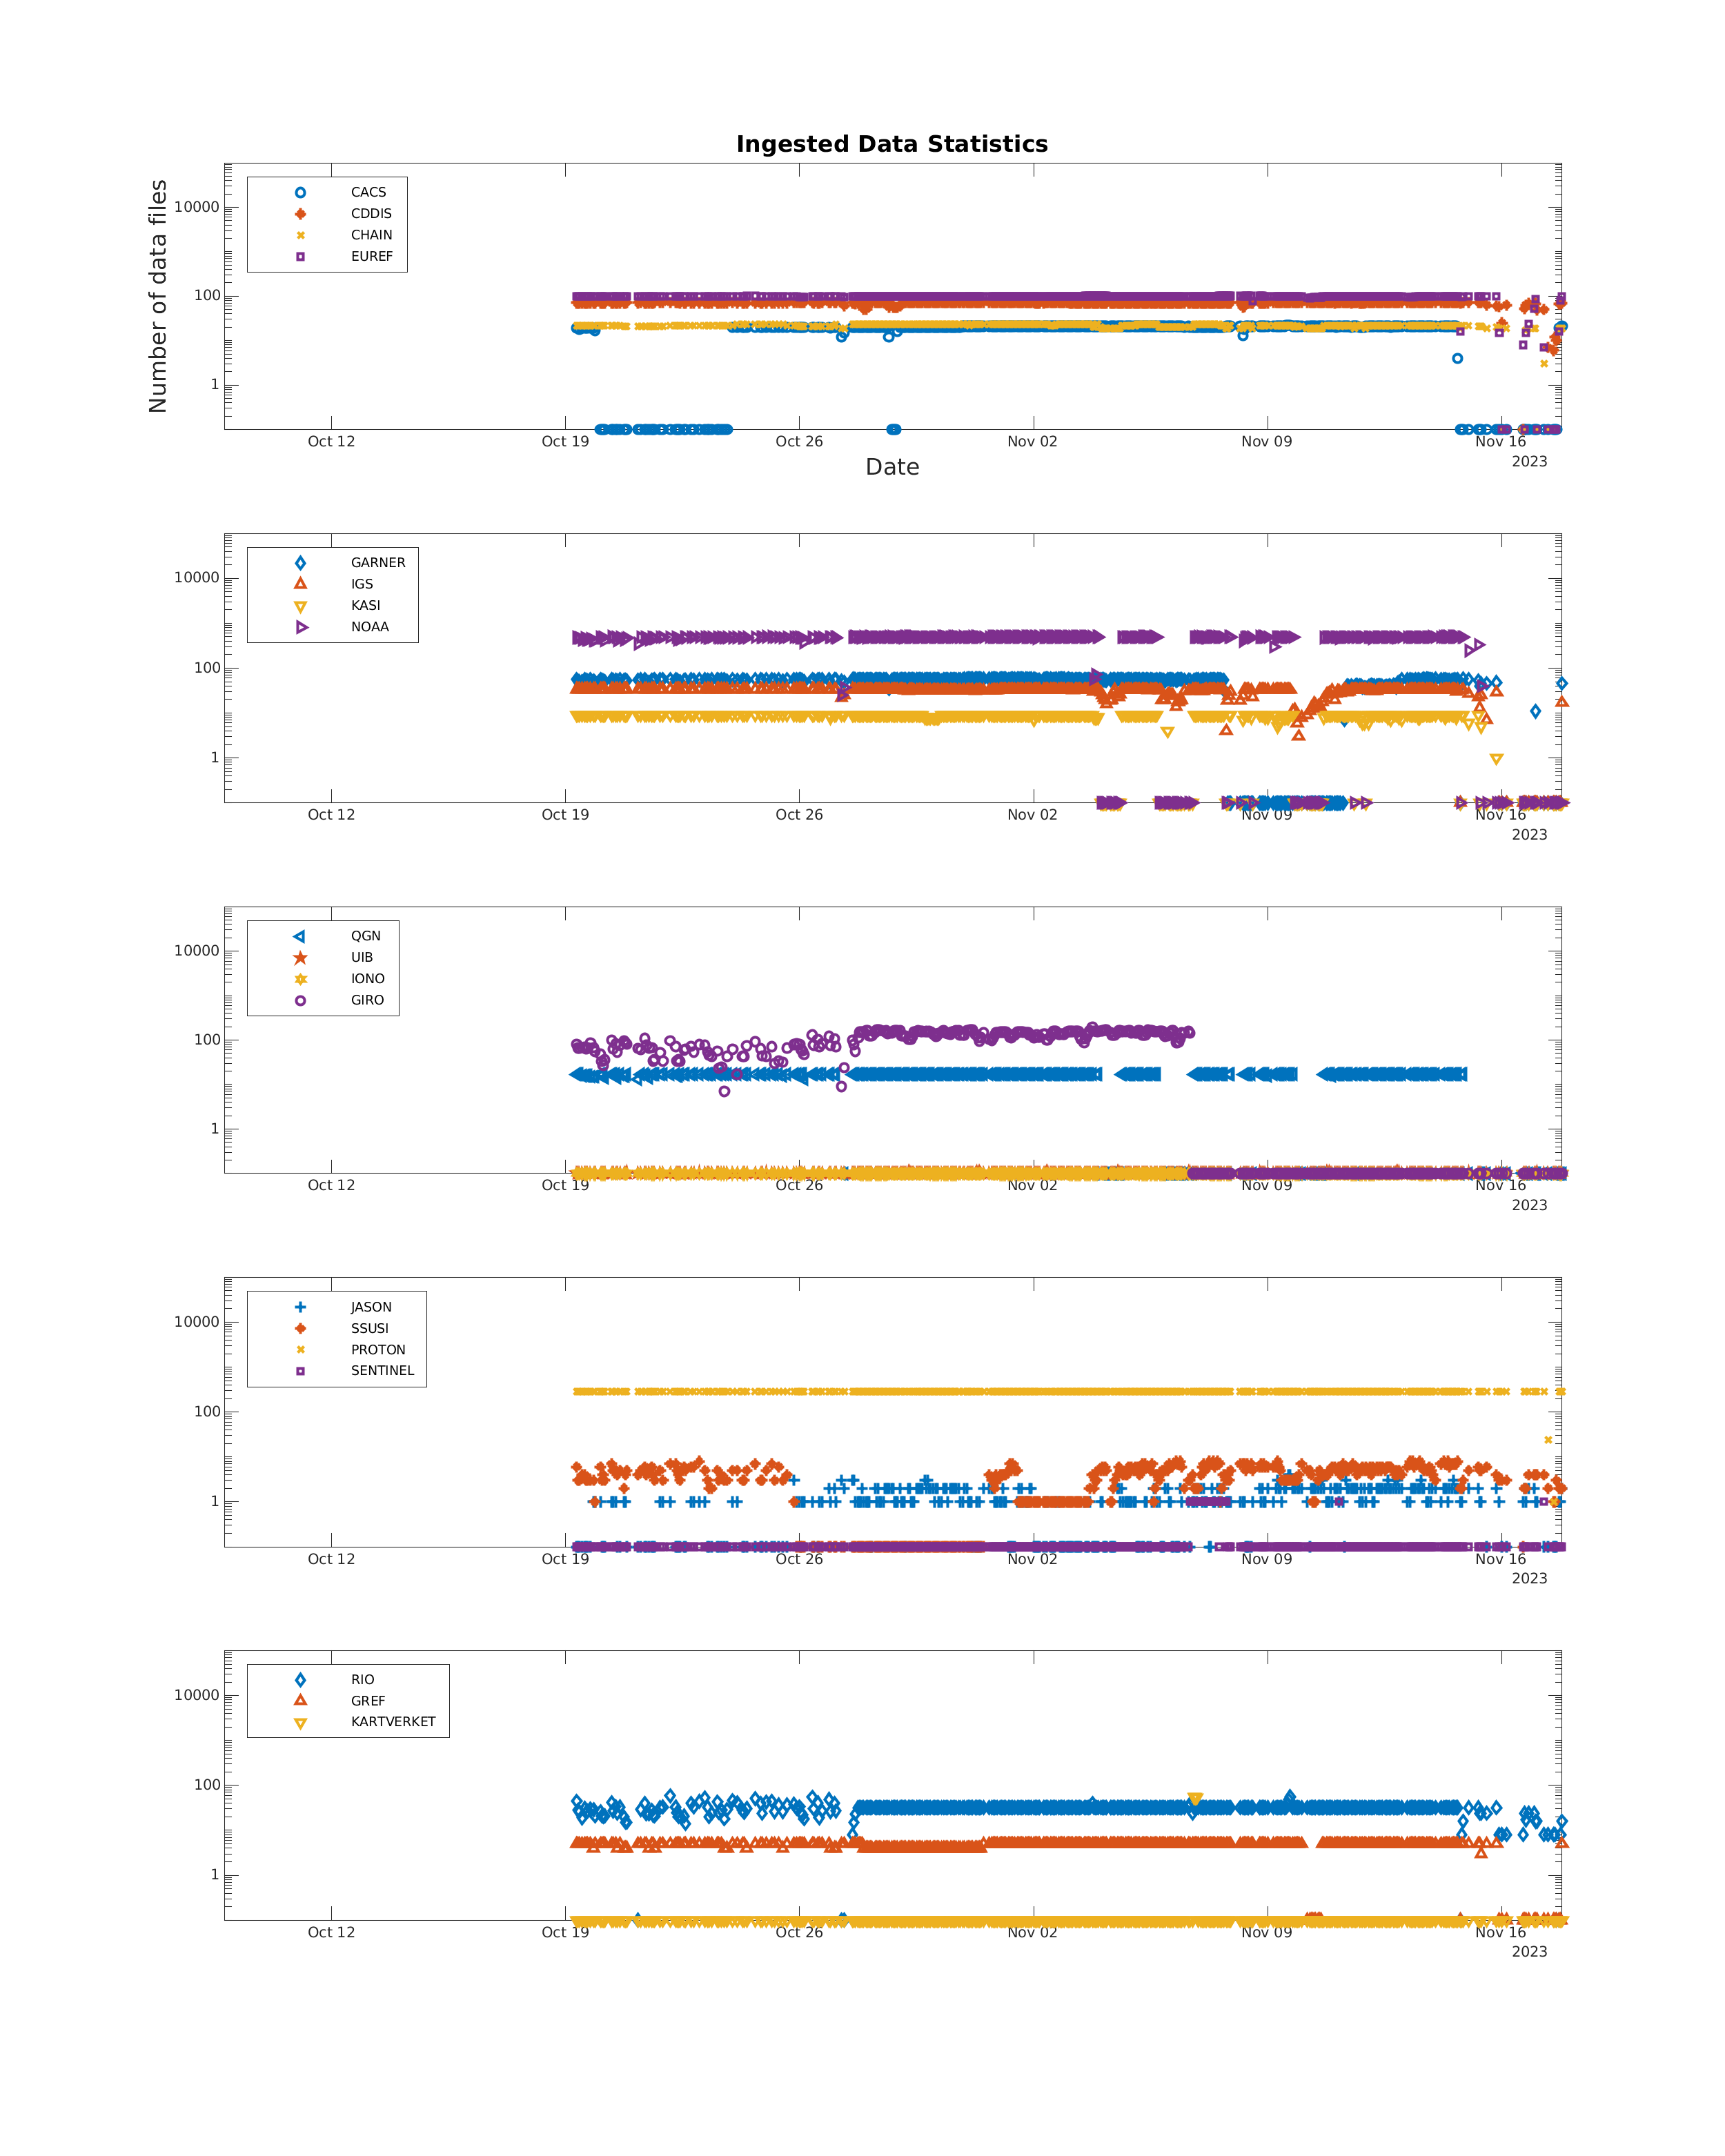 Ingested Data Statistics
Number of data files
CACS
CDDIS
CHAIN
EUREF
10000
100
1
Oct 12 Oct 19 Oct 26 Nov 02 Nov 09 Nov 16
2023
Date
GARNER
IGS
KASI
NOAA
10000
100
1
Oct 12 Oct 19 Oct 26 Nov 02 Nov 09 Nov 16
2023
QGN
UIB
IONO
GIRO
10000
100
1
Oct 12 Oct 19 Oct 26 Nov 02 Nov 09 Nov 16
2023
JASON
SSUSI
PROTON
SENTINEL
10000
100
1
Oct 12 Oct 19 Oct 26 Nov 02 Nov 09 Nov 16
2023
RIO
GREF
KARTVERKET
10000
100
1
Oct 12 Oct 19 Oct 26 Nov 02 Nov 09 Nov 16
2023